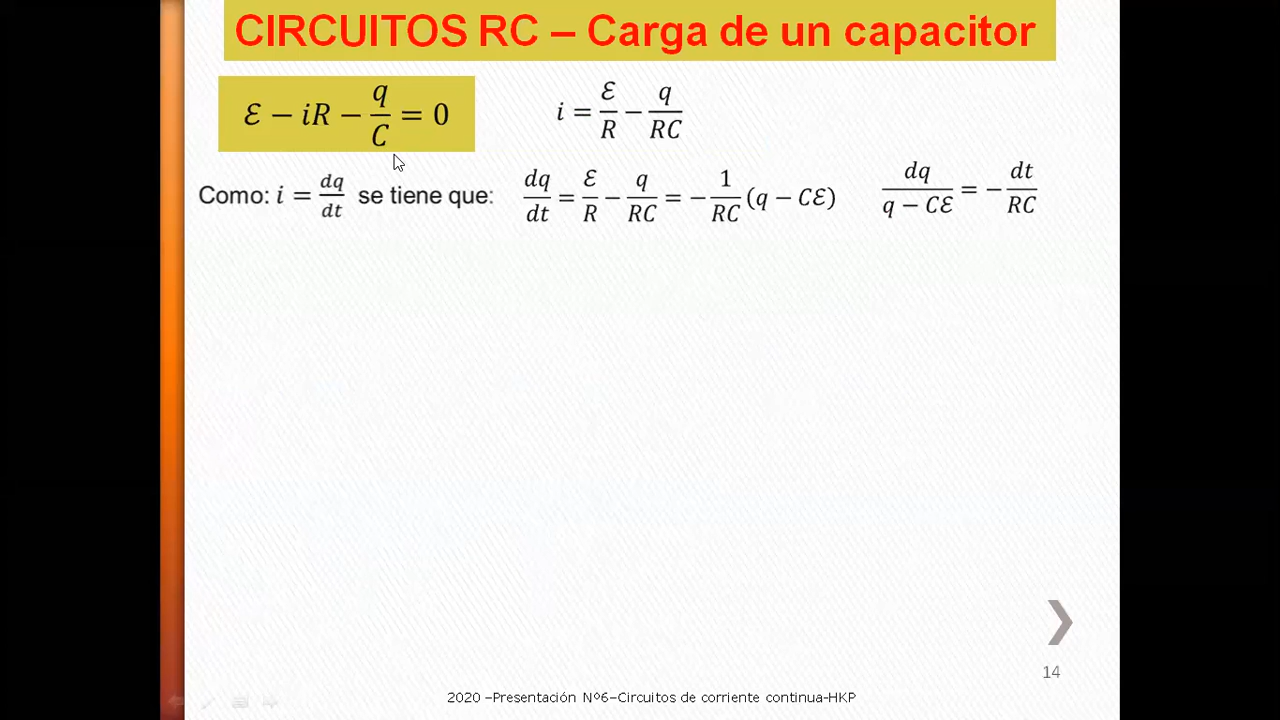 CIRCUITOS RC – Carga de un capacitor
ℰ − iR − q/C = 0
i = ℰ/R − q/RC
Como: i = dq/dt se tiene que:
dq/dt = ℰ/R − q/RC = − 1/RC (q − Cℰ)
dq/(q − Cℰ) = − dt/RC
14
2020 –Presentación Nº6–Circuitos de corriente continua-HKP